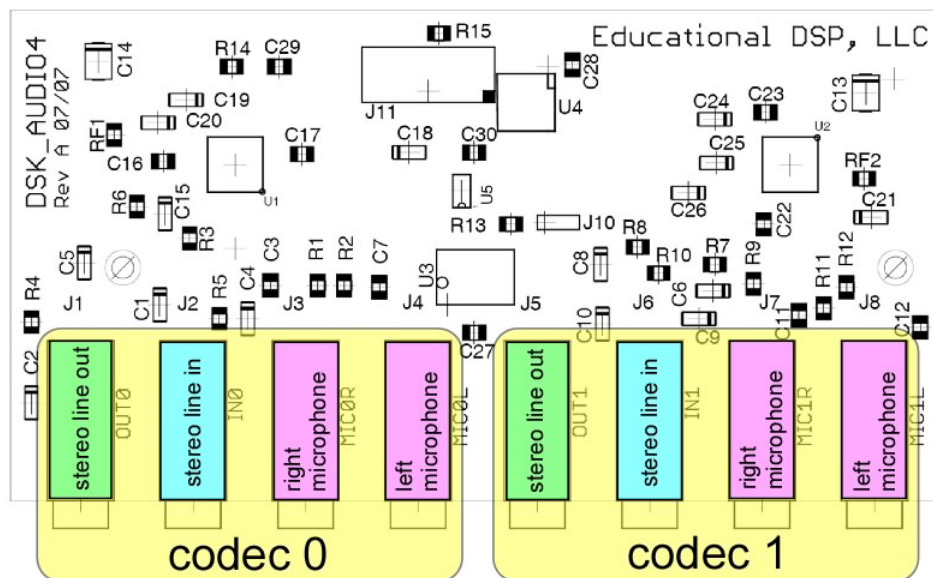 Educational DSP, LLC
DSK_AUDIO4
Rev A 07/07
C14
R14
C29
R15
C28
J11
U4
C19
C20
RF1
C16
C17
C18
C30
U1
U5
R6
C15
R3
R13
J10
C24
C23
C13
U2
C25
RF2
C26
C22
C21
C5
C3
R1
R2
C7
U3
C8
R8
R10
R7
R9
R12
R4
J1
C1
J2
R5
C4
J3
J4
J5
C10
J6
C6
C9
J7
C11
R11
J8
C12
C2
C27
stereo line out
OUT0
stereo line in
IN0
right
microphone
MIC0R
left
microphone
MIC0L
stereo line out
OUT1
stereo line in
IN1
right
microphone
MIC1R
left
microphone
MIC1L
codec 0
codec 1